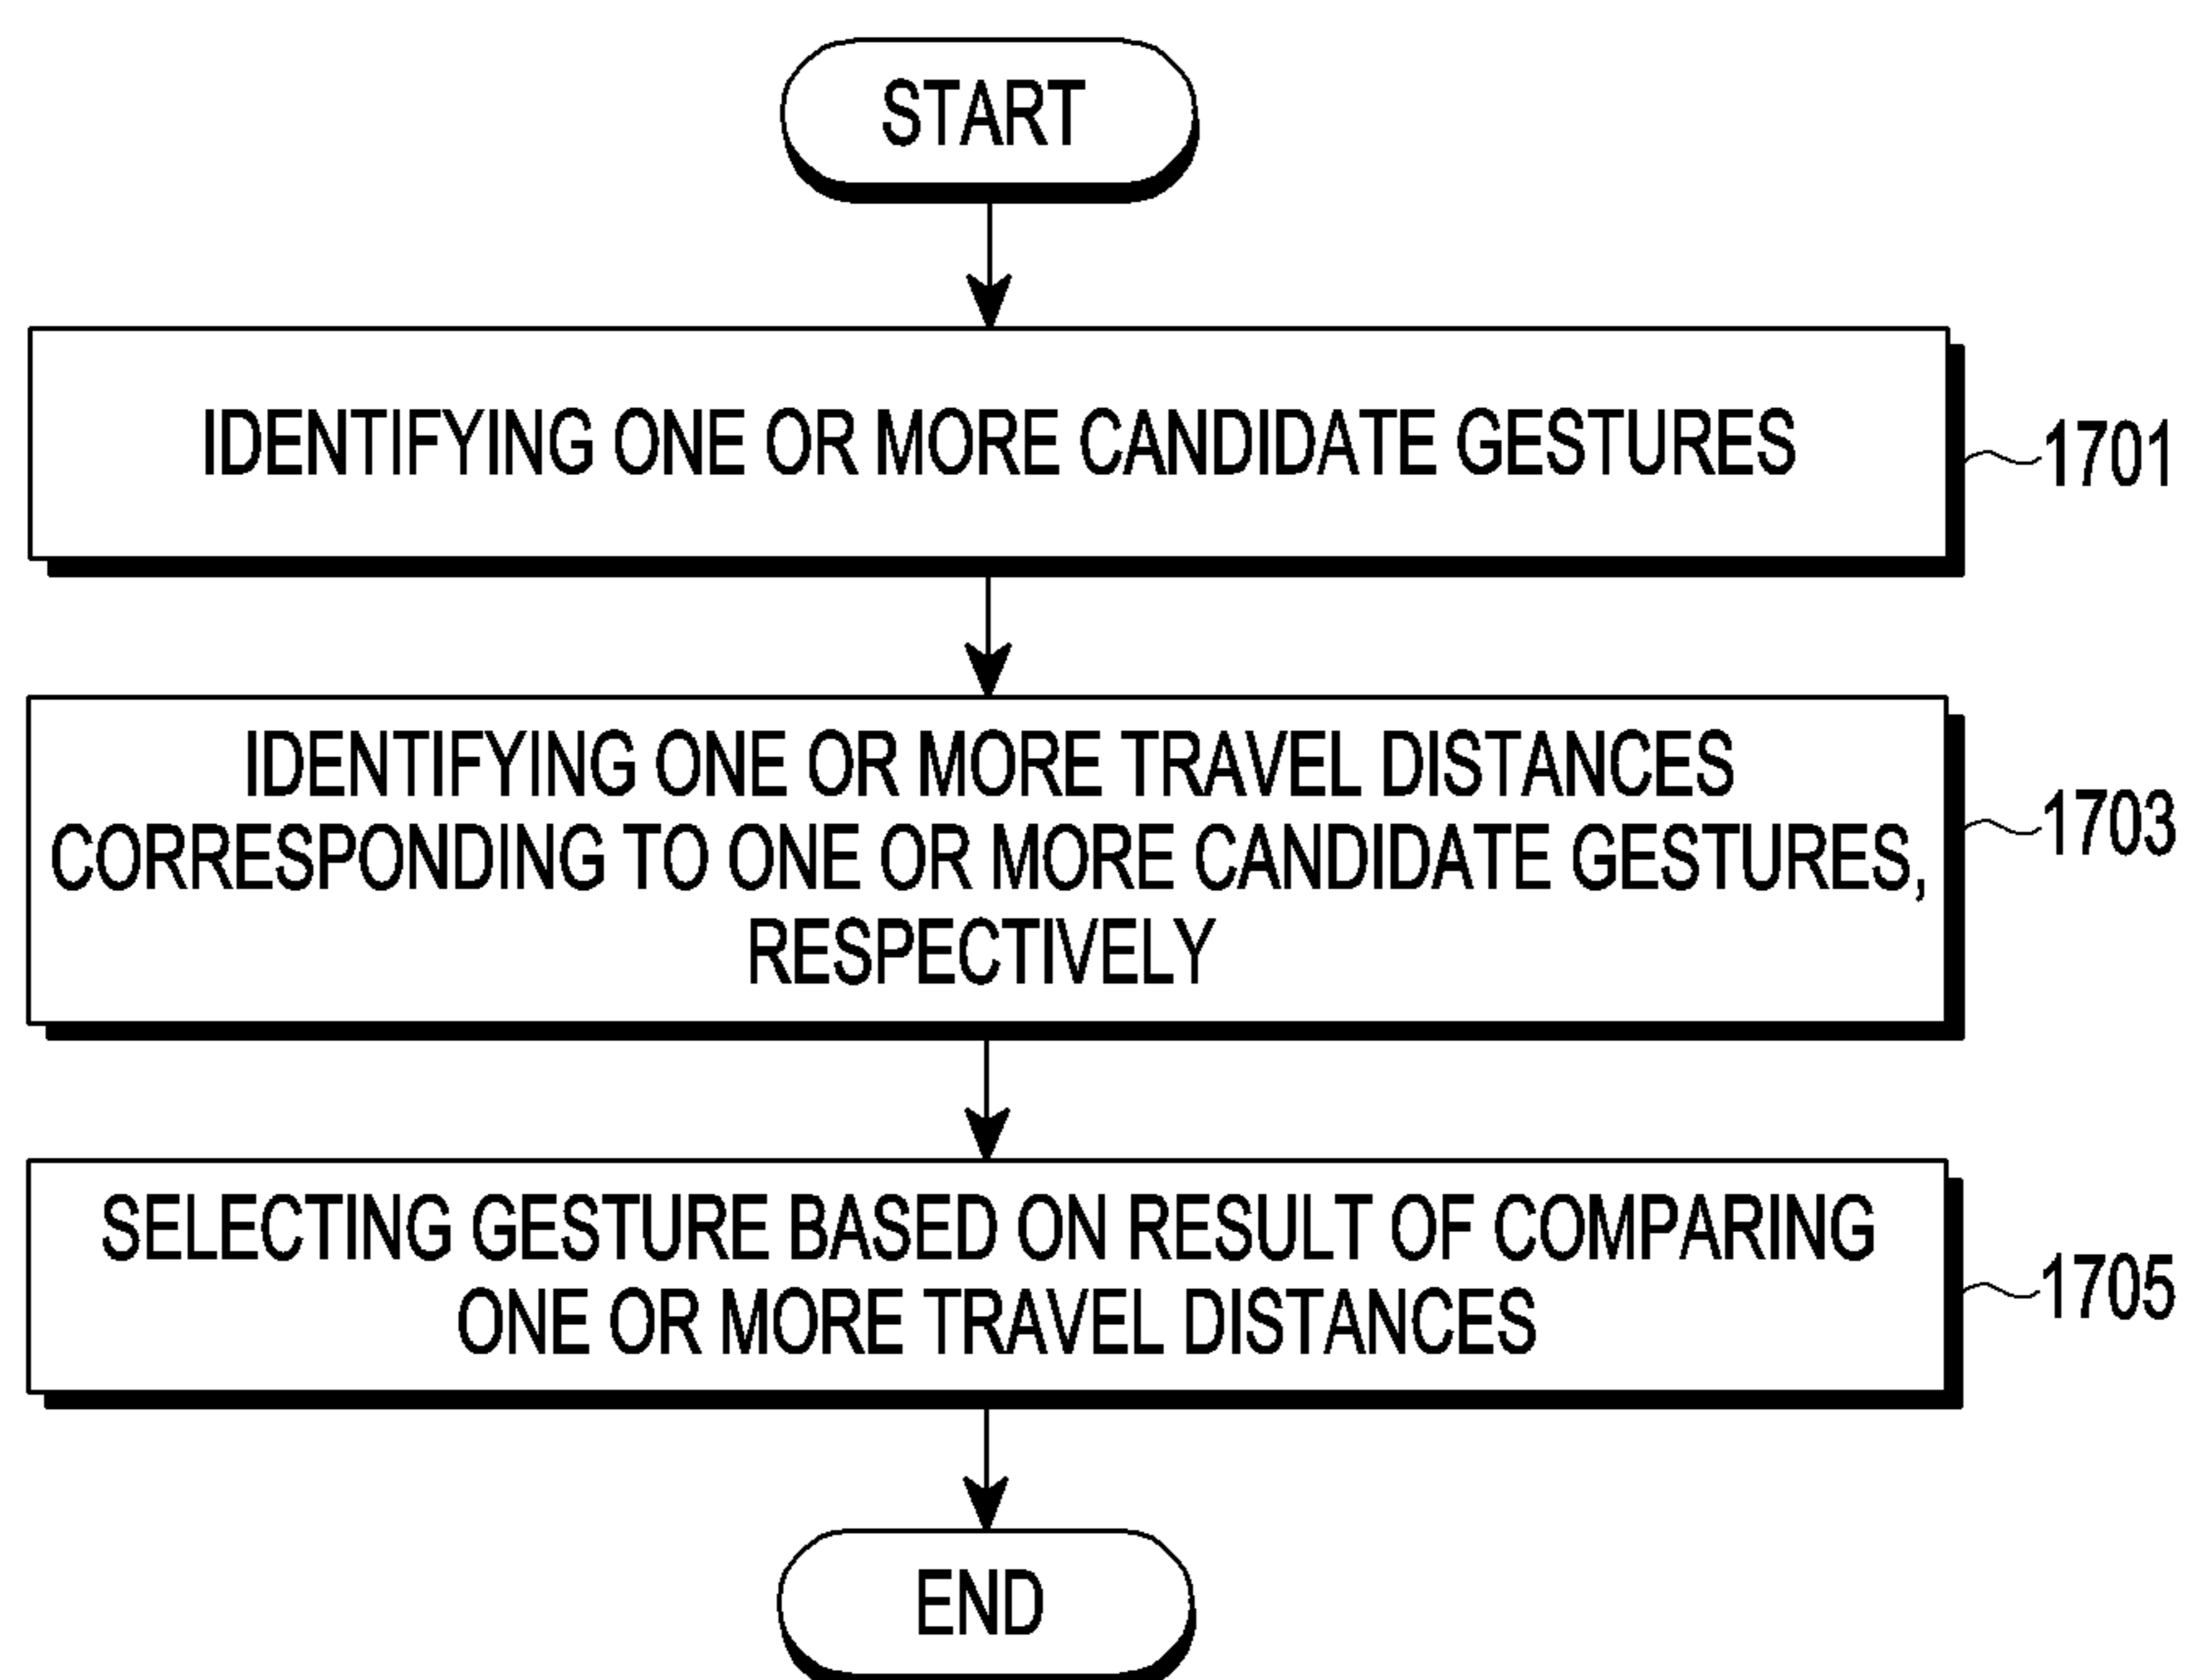 START
IDENTIFYING ONE OR MORE CANDIDATE GESTURES
1701
IDENTIFYING ONE OR MORE TRAVEL DISTANCES
CORRESPONDING TO ONE OR MORE CANDIDATE GESTURES,
RESPECTIVELY
1703
SELECTING GESTURE BASED ON RESULT OF COMPARING
ONE OR MORE TRAVEL DISTANCES
1705
END